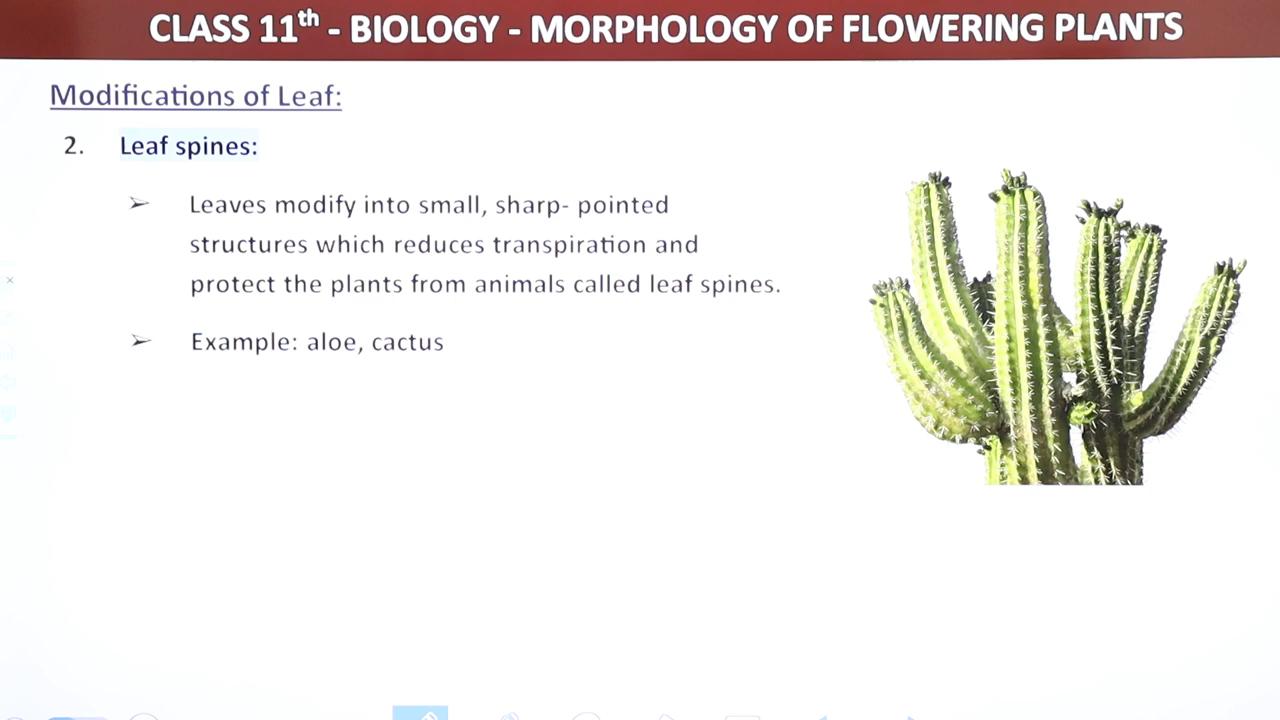 CLASS 11th - BIOLOGY - MORPHOLOGY OF FLOWERING PLANTS
Modifications of Leaf:
2. Leaf spines:
➢ Leaves modify into small, sharp- pointed
structures which reduces transpiration and
protect the plants from animals called leaf spines.
➢ Example: aloe, cactus